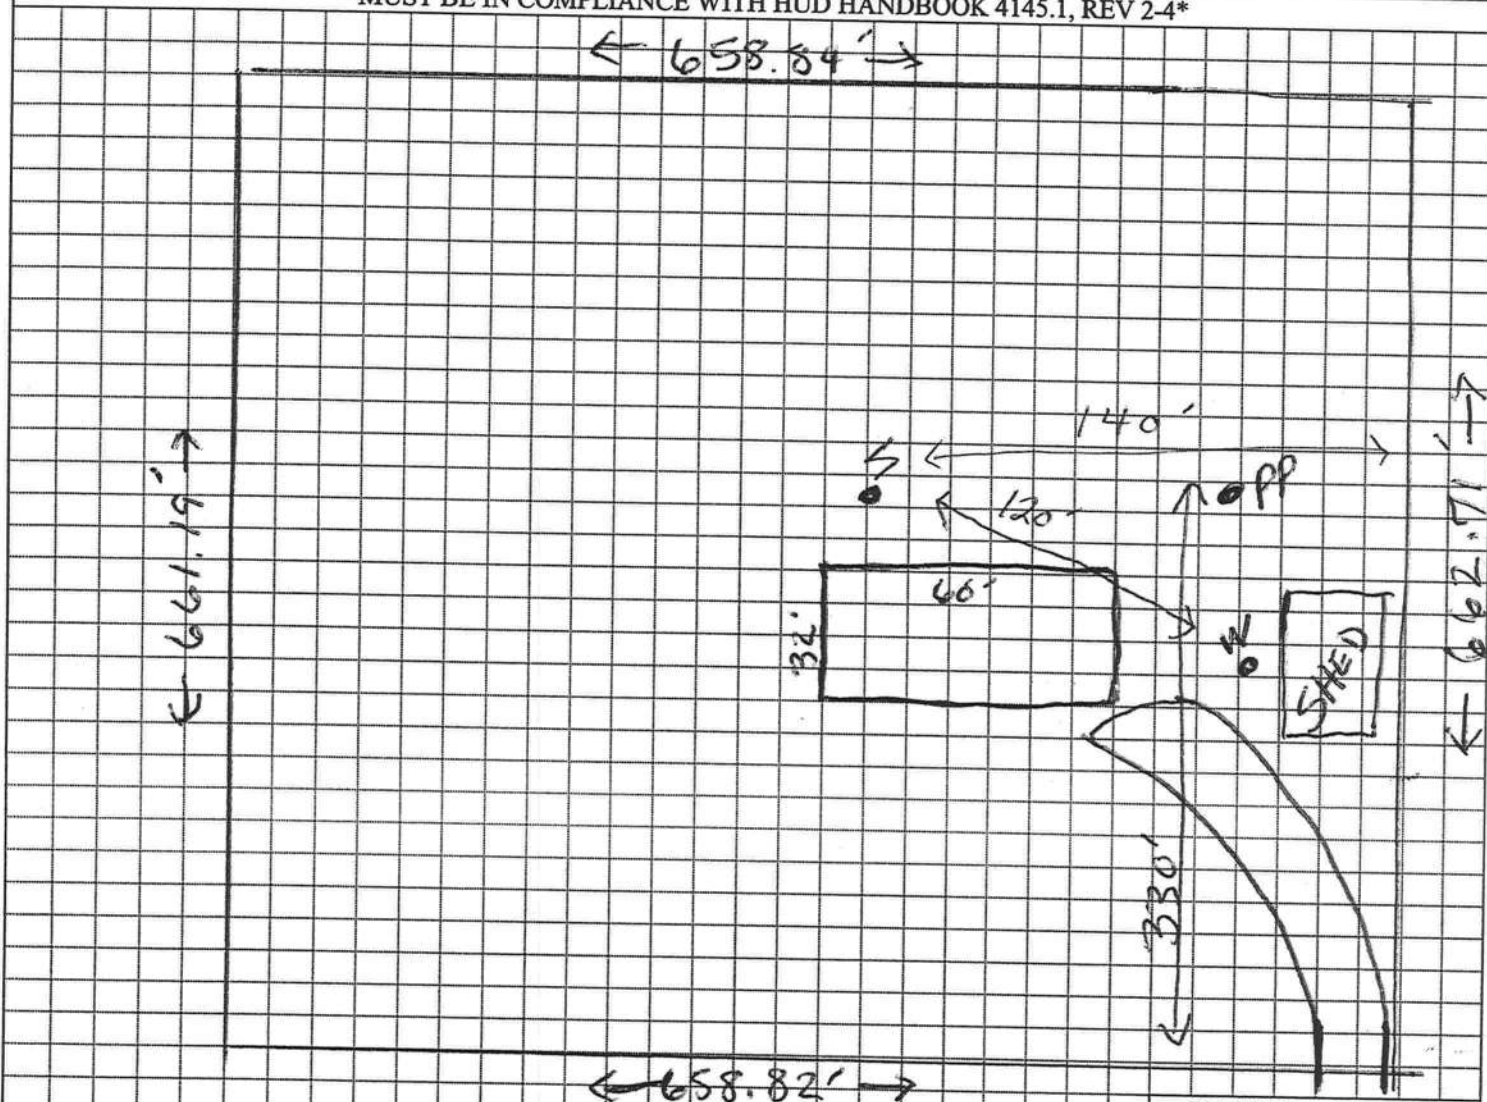 MUST BE IN COMPLIANCE WITH HUD HANDBOOK 4145.1, REV 2-4*
658.84'
140'
S
PP
120'
661.19'
662.71'
32'
W
SHED
330'
658.82'